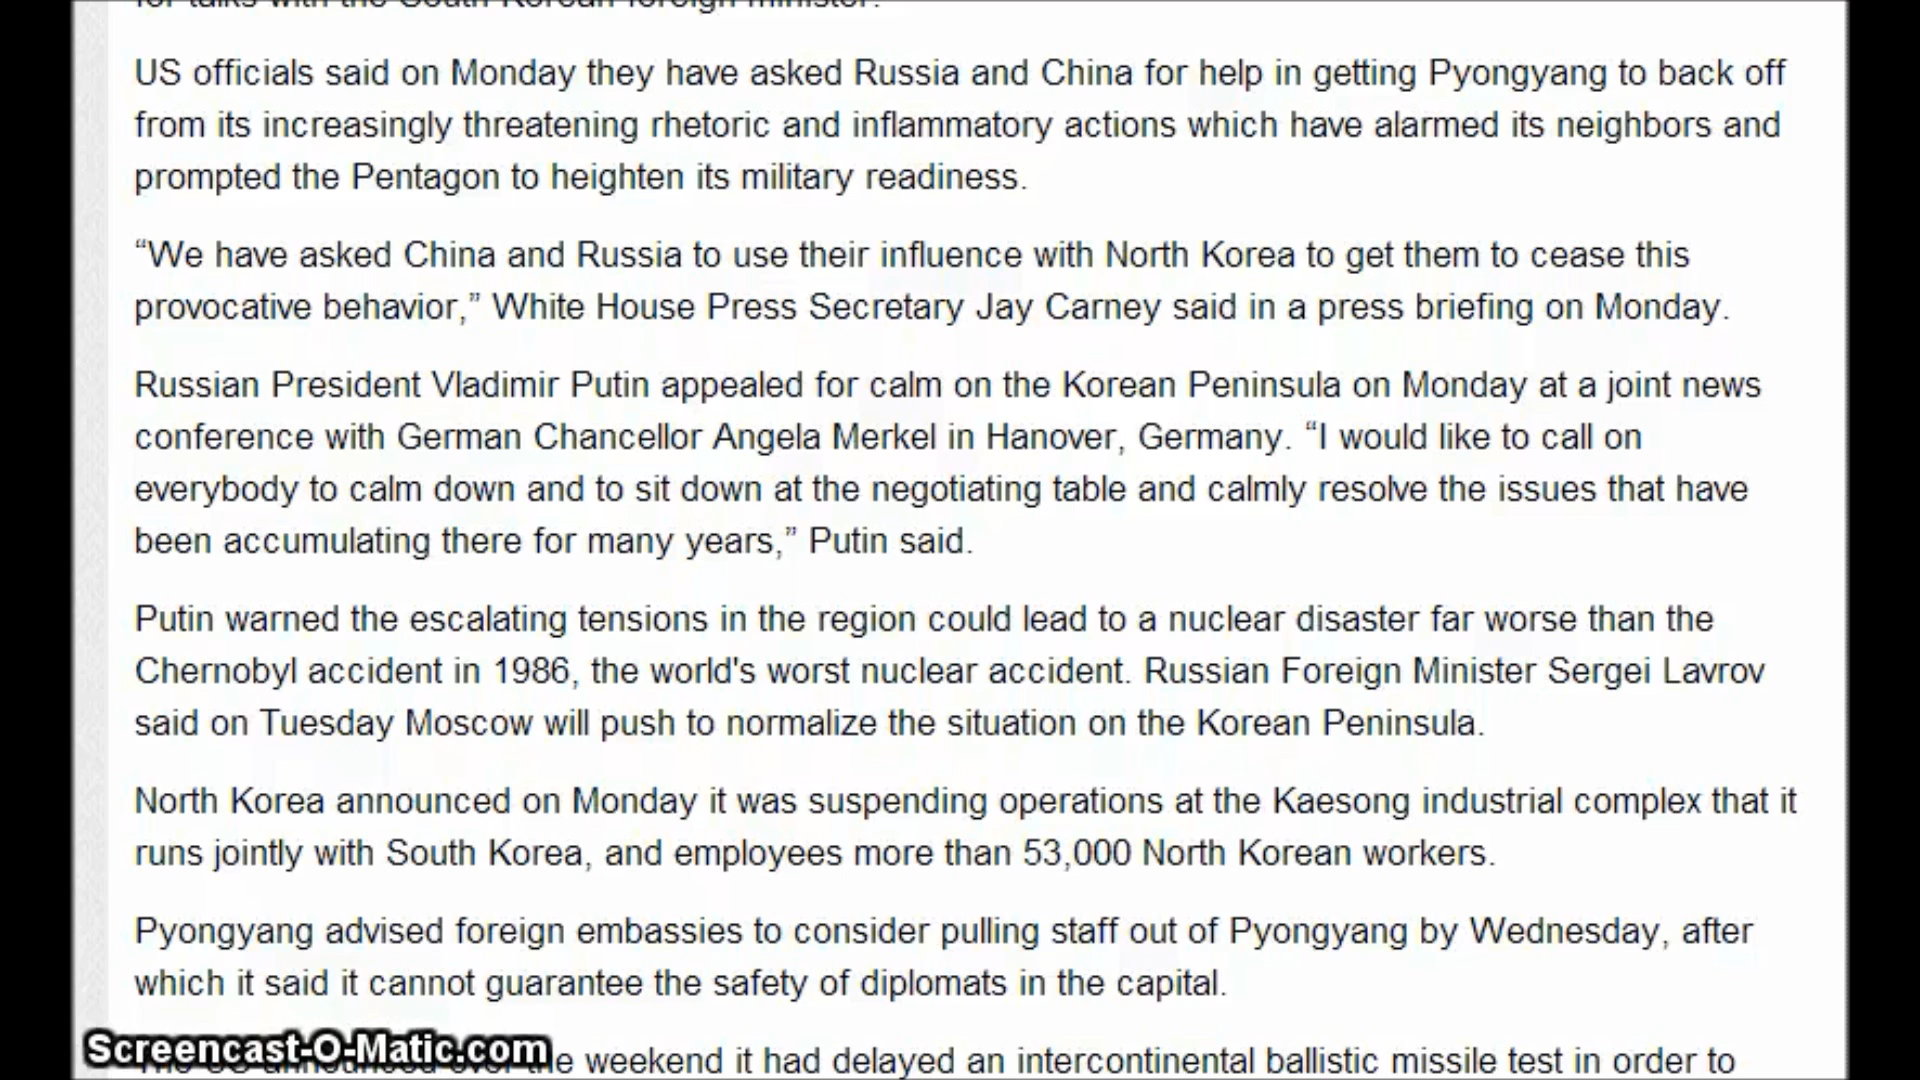 for talks with the South Korean foreign minister.
US officials said on Monday they have asked Russia and China for help in getting Pyongyang to back off
from its increasingly threatening rhetoric and inflammatory actions which have alarmed its neighbors and
prompted the Pentagon to heighten its military readiness.
“We have asked China and Russia to use their influence with North Korea to get them to cease this
provocative behavior,” White House Press Secretary Jay Carney said in a press briefing on Monday.
Russian President Vladimir Putin appealed for calm on the Korean Peninsula on Monday at a joint news
conference with German Chancellor Angela Merkel in Hanover, Germany. “I would like to call on
everybody to calm down and to sit down at the negotiating table and calmly resolve the issues that have
been accumulating there for many years,” Putin said.
Putin warned the escalating tensions in the region could lead to a nuclear disaster far worse than the
Chernobyl accident in 1986, the world's worst nuclear accident. Russian Foreign Minister Sergei Lavrov
said on Tuesday Moscow will push to normalize the situation on the Korean Peninsula.
North Korea announced on Monday it was suspending operations at the Kaesong industrial complex that it
runs jointly with South Korea, and employees more than 53,000 North Korean workers.
Pyongyang advised foreign embassies to consider pulling staff out of Pyongyang by Wednesday, after
which it said it cannot guarantee the safety of diplomats in the capital.
The US announced over the weekend it had delayed an intercontinental ballistic missile test in order to
Screencast-O-Matic.com